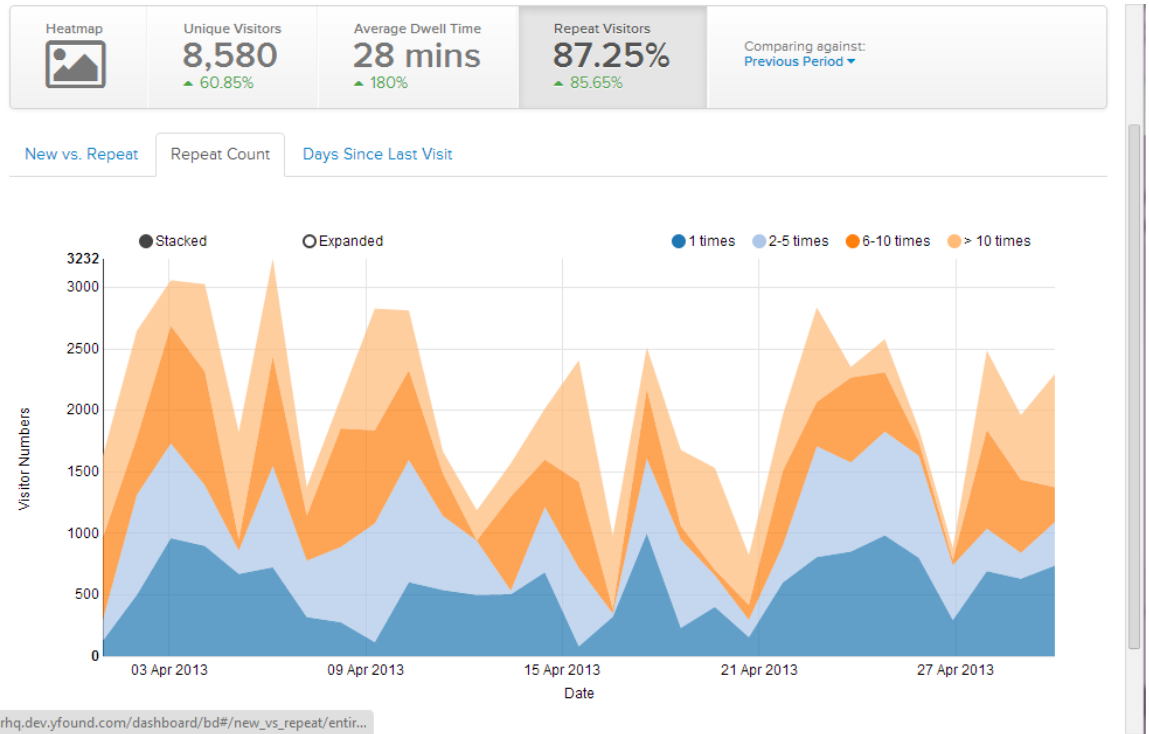 Heatmap
Unique Visitors
8,580
60.85%
Average Dwell Time
28 mins
180%
Repeat Visitors
87.25%
85.65%
Comparing against:
Previous Period
New vs. Repeat
Repeat Count
Days Since Last Visit
Stacked
Expanded
1 times
2-5 times
6-10 times
> 10 times
Visitor Numbers
3232
3000
2500
2000
1500
1000
500
0
03 Apr 2013
09 Apr 2013
15 Apr 2013
21 Apr 2013
27 Apr 2013
Date
rhq.dev.yfound.com/dashboard/bd#/new_vs_repeat/entir...